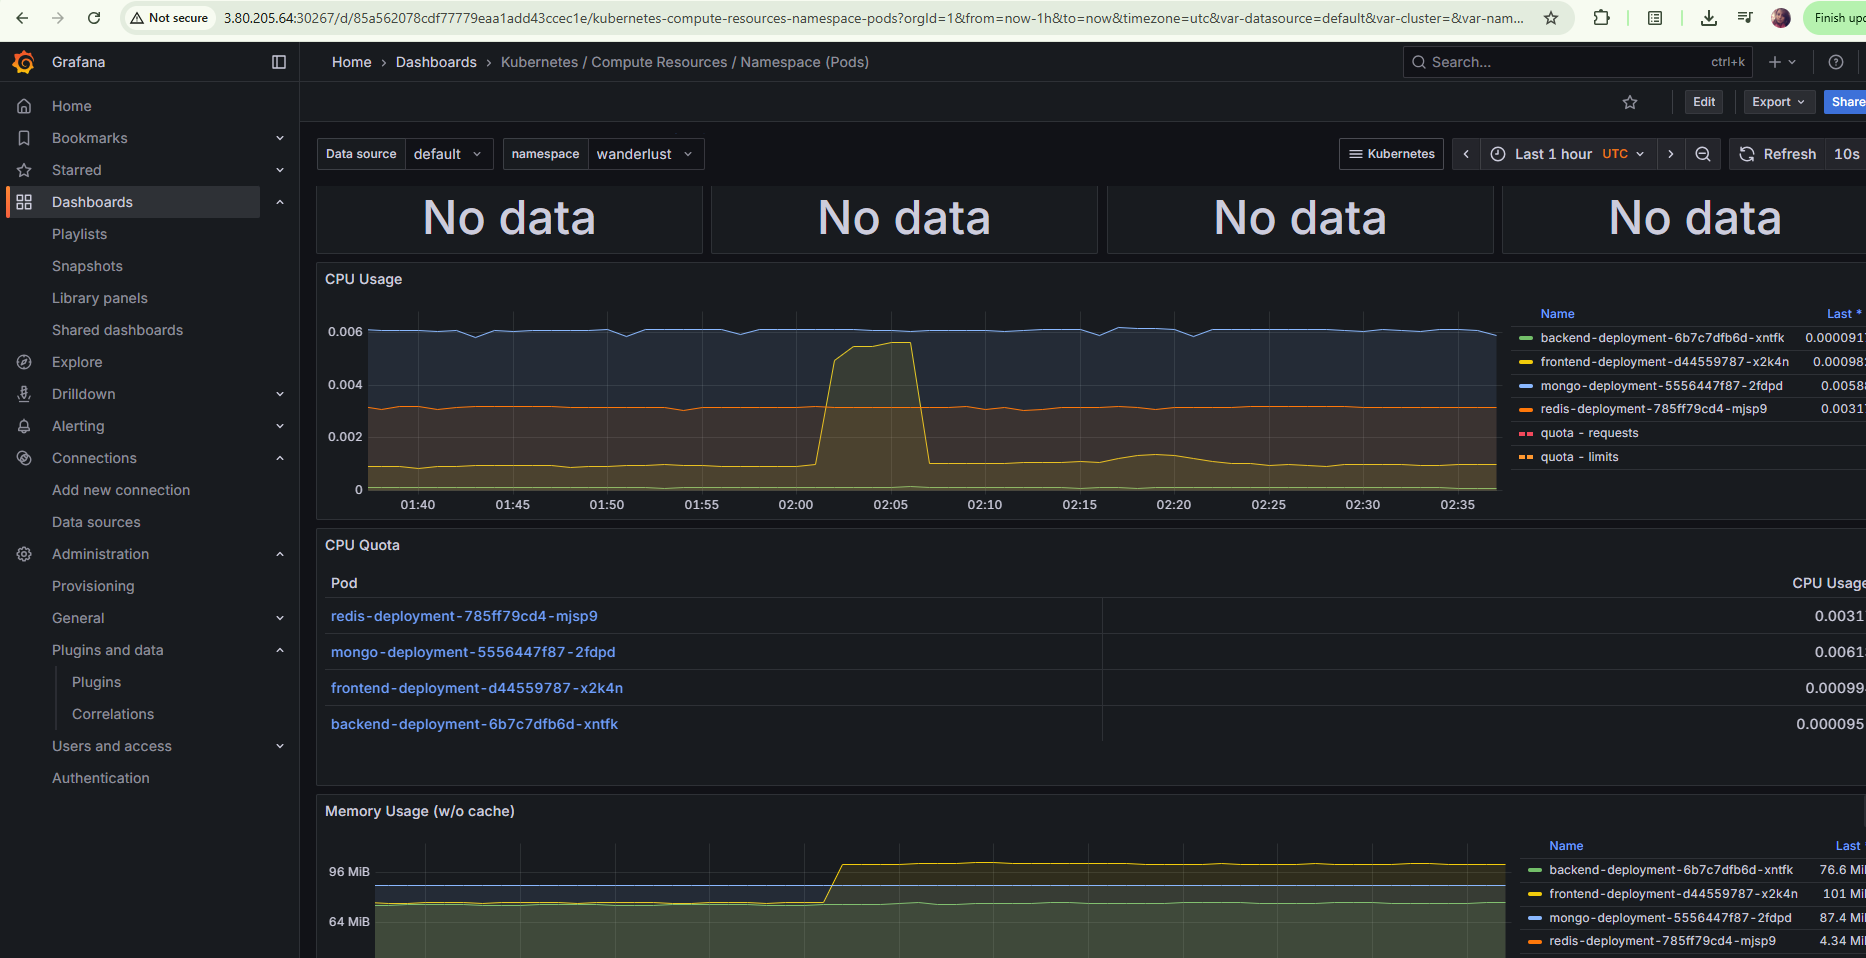 Not secure 3.80.205.64:30267/d/85a562078cdf77779eaa1add43ccec1e/kubernetes-compute-resources-namespace-pods?orgId=1&from=now-1h&to=now&timezone=utc&var-datasource=default&var-cluster=&var-nam... Finish upd
Grafana Home › Dashboards › Kubernetes / Compute Resources / Namespace (Pods) Search... ctrl+k
Edit Export Share
Home
Bookmarks
Starred
Dashboards
Playlists
Snapshots
Library panels
Shared dashboards
Explore
Drilldown
Alerting
Connections
Add new connection
Data sources
Administration
Provisioning
General
Plugins and data
Plugins
Correlations
Users and access
Authentication
Data source default namespace wanderlust Kubernetes Last 1 hour UTC Refresh 10s
No data No data No data No data
CPU Usage
0.006
0.004
0.002
0
01:40 01:45 01:50 01:55 02:00 02:05 02:10 02:15 02:20 02:25 02:30 02:35
Name Last *
backend-deployment-6b7c7dfb6d-xntfk 0.0000917
frontend-deployment-d44559787-x2k4n 0.00098
mongo-deployment-5556447f87-2fdpd 0.0058
redis-deployment-785ff79cd4-mjsp9 0.00317
quota - requests
quota - limits
CPU Quota
Pod CPU Usage
redis-deployment-785ff79cd4-mjsp9 0.0031
mongo-deployment-5556447f87-2fdpd 0.0061
frontend-deployment-d44559787-x2k4n 0.00099
backend-deployment-6b7c7dfb6d-xntfk 0.000095
Memory Usage (w/o cache)
96 MiB
64 MiB
Name Last
backend-deployment-6b7c7dfb6d-xntfk 76.6 Mi
frontend-deployment-d44559787-x2k4n 101 Mi
mongo-deployment-5556447f87-2fdpd 87.4 Mi
redis-deployment-785ff79cd4-mjsp9 4.34 Mi